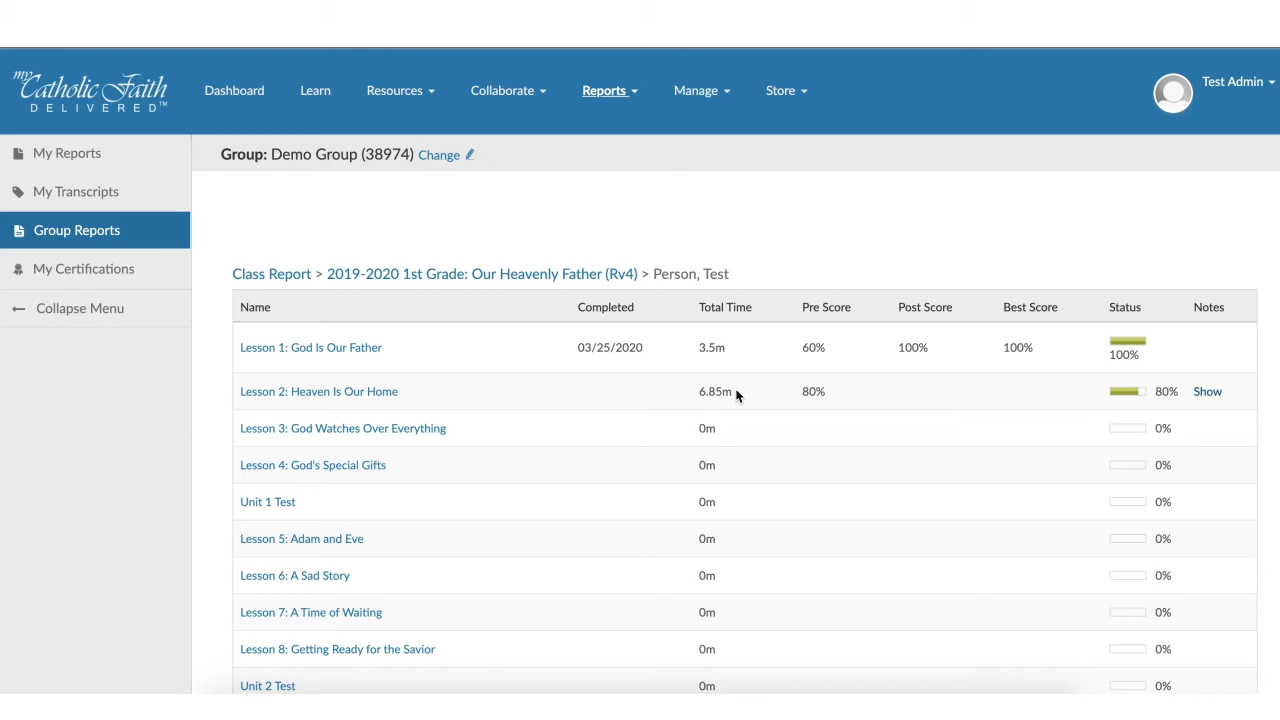 my Catholic Faith
DELIVERED™
Dashboard Learn Resources Collaborate Reports Manage Store Test Admin
My Reports
My Transcripts
Group Reports
My Certifications
Collapse Menu
Group: Demo Group (38974) Change
Class Report > 2019-2020 1st Grade: Our Heavenly Father (Rv4) > Person, Test
Name Completed Total Time Pre Score Post Score Best Score Status Notes
Lesson 1: God Is Our Father 03/25/2020 3.5m 60% 100% 100% 100%
Lesson 2: Heaven Is Our Home 6.85m 80% 80% Show
Lesson 3: God Watches Over Everything 0m 0%
Lesson 4: God's Special Gifts 0m 0%
Unit 1 Test 0m 0%
Lesson 5: Adam and Eve 0m 0%
Lesson 6: A Sad Story 0m 0%
Lesson 7: A Time of Waiting 0m 0%
Lesson 8: Getting Ready for the Savior 0m 0%
Unit 2 Test 0m 0%